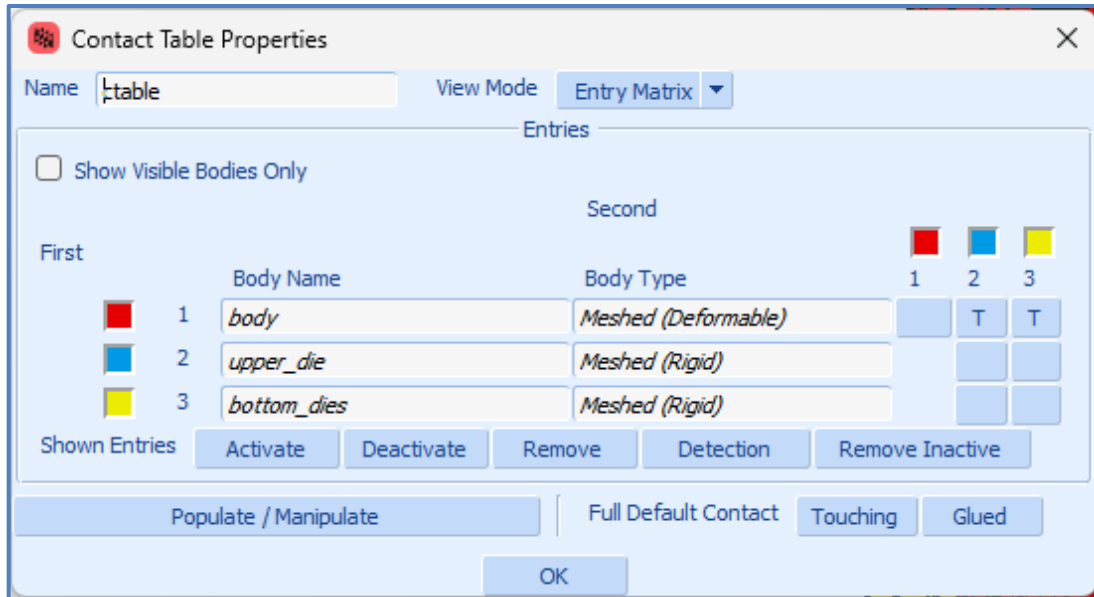 Contact Table Properties
Name ctable View Mode Entry Matrix
Entries
Show Visible Bodies Only
Second
First
Body Name Body Type 1 2 3
1 body Meshed (Deformable) T T
2 upper_die Meshed (Rigid)
3 bottom_dies Meshed (Rigid)
Shown Entries Activate Deactivate Remove Detection Remove Inactive
Populate / Manipulate Full Default Contact Touching Glued
OK